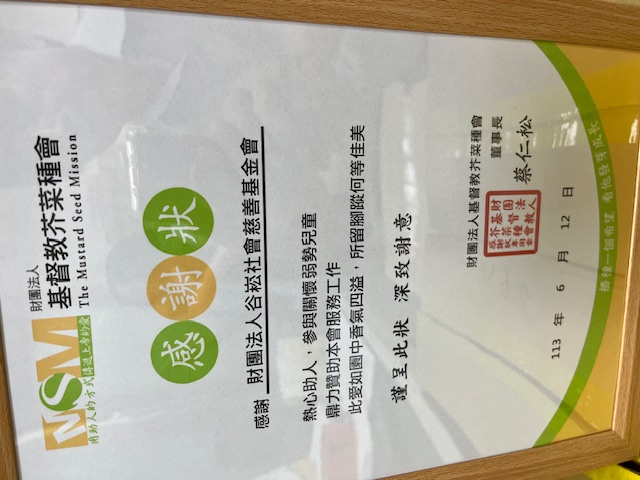 財團法人
基督教芥菜種會
The Mustard Seed Mission
NSM
用助人的方式傳遞上帝的愛
感謝狀
感謝 財團法人谷崧社會慈善基金會
熱心助人，參與關懷弱勢兒童
鼎力贊助本會服務工作
此愛如園中香氣四溢，所留腳蹤何等佳美
謹呈此狀 深致謝意
財團法人基督教芥菜種會
董事長 蔡仁松
113 年 6 月 12 日
播種一個希望 看他發芽成長